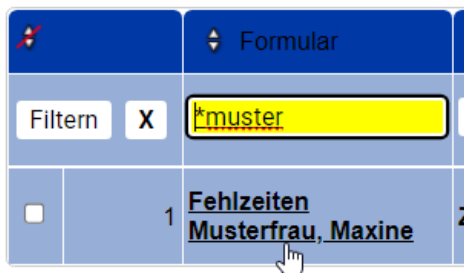 Formular
Filtern X *muster
1 Fehlzeiten
Musterfrau, Maxine